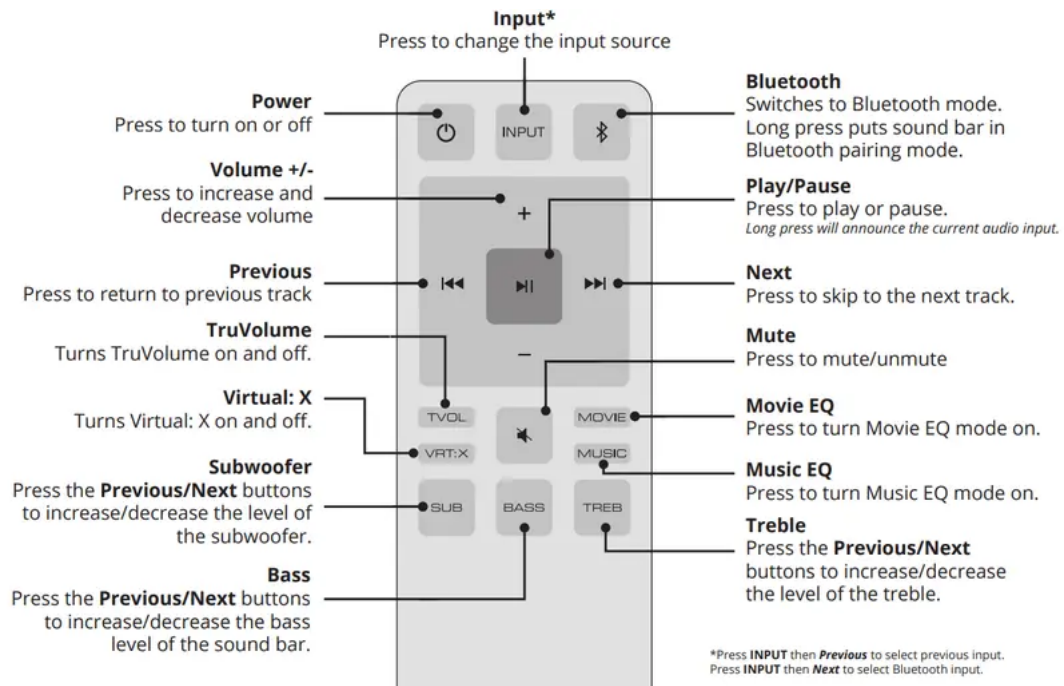 Input*
Press to change the input source
Power
Press to turn on or off
Volume +/-
Press to increase and
decrease volume
Previous
Press to return to previous track
TruVolume
Turns TruVolume on and off.
Virtual: X
Turns Virtual: X on and off.
Subwoofer
Press the Previous/Next buttons
to increase/decrease the level of
the subwoofer.
Bass
Press the Previous/Next buttons
to increase/decrease the bass
level of the sound bar.
INPUT
+
−
TVOL
MOVIE
VRT:X
MUSIC
SUB
BASS
TREB
Bluetooth
Switches to Bluetooth mode.
Long press puts sound bar in
Bluetooth pairing mode.
Play/Pause
Press to play or pause.
Long press will announce the current audio input.
Next
Press to skip to the next track.
Mute
Press to mute/unmute
Movie EQ
Press to turn Movie EQ mode on.
Music EQ
Press to turn Music EQ mode on.
Treble
Press the Previous/Next
buttons to increase/decrease
the level of the treble.
*Press INPUT then Previous to select previous input.
Press INPUT then Next to select Bluetooth input.